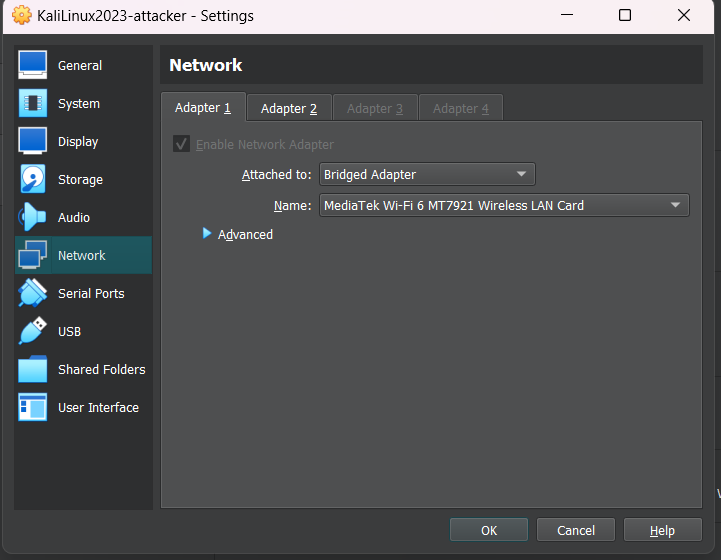 KaliLinux2023-attacker - Settings
General
System
Display
Storage
Audio
Network
Serial Ports
USB
Shared Folders
User Interface
Network
Adapter 1 Adapter 2 Adapter 3 Adapter 4
Enable Network Adapter
Attached to: Bridged Adapter
Name: MediaTek Wi-Fi 6 MT7921 Wireless LAN Card
Advanced
OK Cancel Help